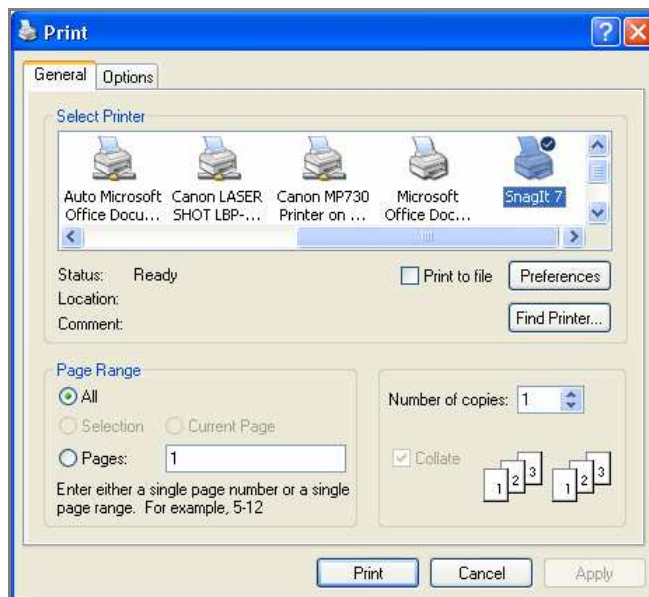 Print
General Options
Select Printer
Auto Microsoft Office Docu...
Canon LASER SHOT LBP-...
Canon MP730 Printer on ...
Microsoft Office Doc...
SnagIt 7
Status: Ready
Print to file
Preferences
Location:
Comment:
Find Printer...
Page Range
All
Selection Current Page
Pages: 1
Enter either a single page number or a single
page range. For example, 5-12
Number of copies: 1
Collate
1 2 3 1 2 3
Print Cancel Apply